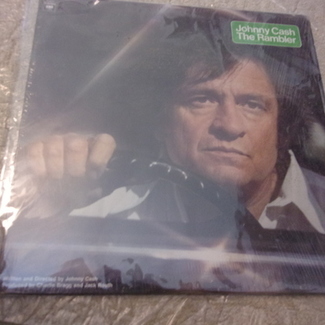 Johnny Cash
The Rambler
Written and Directed by Johnny Cash
Produced by Charlie Bragg and Jack Routh